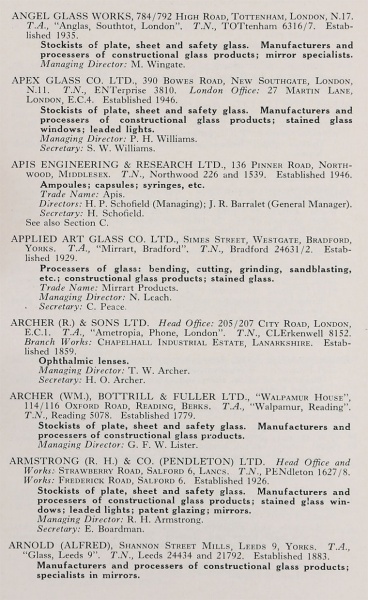 ANGEL GLASS WORKS, 784/792 HIGH ROAD, TOTTENHAM, LONDON, N.17.
T.A., "Anglas, Southtot, London". T.N., TOTtenham 6316/7. Estab-
lished 1935.
Stockists of plate, sheet and safety glass. Manufacturers and
processers of constructional glass products; mirror specialists.
Managing Director: M. Wingate.
APEX GLASS CO. LTD., 390 BOWES ROAD, NEW SOUTHGATE, LONDON,
N.11. T.N., ENTerprise 3810. London Office: 27 MARTIN LANE,
LONDON, E.C.4. Established 1946.
Stockists of plate, sheet and safety glass. Manufacturers and
processers of constructional glass products; stained glass
windows; leaded lights.
Managing Director: P. H. Williams.
Secretary: S. W. Williams.
APIS ENGINEERING & RESEARCH LTD., 136 PINNER ROAD, NORTH-
WOOD, MIDDLESEX. T.N., Northwood 226 and 1539. Established 1946.
Ampoules; capsules; syringes, etc.
Trade Name: Apis.
Directors: H. P. Schofield (Managing); J. R. Barralet (General Manager).
Secretary: H. Schofield.
See also Section C.
APPLIED ART GLASS CO. LTD., SIMES STREET, WESTGATE, BRADFORD,
YORKS. T.A., "Mirrart, Bradford". T.N., Bradford 24631/2. Estab-
lished 1929.
Processers of glass: bending, cutting, grinding, sandblasting,
etc.; constructional glass products; stained glass.
Trade Name: Mirrart Products.
Managing Director: N. Leach.
Secretary: C. Peace.
ARCHER (R.) & SONS LTD. Head Office: 205/207 CITY ROAD, LONDON,
E.C.1. T.A., "Ametropia, Phone, London". T.N., CLErkenwell 8152.
Branch Works: CHAPELHALL INDUSTRIAL ESTATE, LANARKSHIRE. Estab-
lished 1859.
Ophthalmic lenses.
Managing Director: T. W. Archer.
Secretary: H. O. Archer.
ARCHER (WM.), BOTTRILL & FULLER LTD., "WALPAMUR HOUSE",
114/116 OXFORD ROAD, READING, BERKS. T.A., "Walpamur, Reading".
T.N., Reading 5078. Established 1779.
Stockists of plate, sheet and safety glass. Manufacturers
and processers of constructional glass products.
Managing Director: G. F. W. Lister.
ARMSTRONG (R. H.) & CO. (PENDLETON) LTD. Head Office and
Works: STRAWBERRY ROAD, SALFORD 6, LANCS. T.N., PENdleton 1627/8.
Works: FREDERICK ROAD, SALFORD 6. Established 1926.
Stockists of plate, sheet and safety glass. Manufacturers and
processers of constructional glass products; stained glass win-
dows; leaded lights; patent glazing; mirrors.
Managing Director: R. H. Armstrong.
Secretary: E. Boardman.
ARNOLD (ALFRED), SHANNON STREET MILLS, LEEDS 9, YORKS. T.A.,
"Glass, Leeds 9". T.N., Leeds 24434 and 21792. Established 1883.
Manufacturers and processers of constructional glass products;
specialists in mirrors.